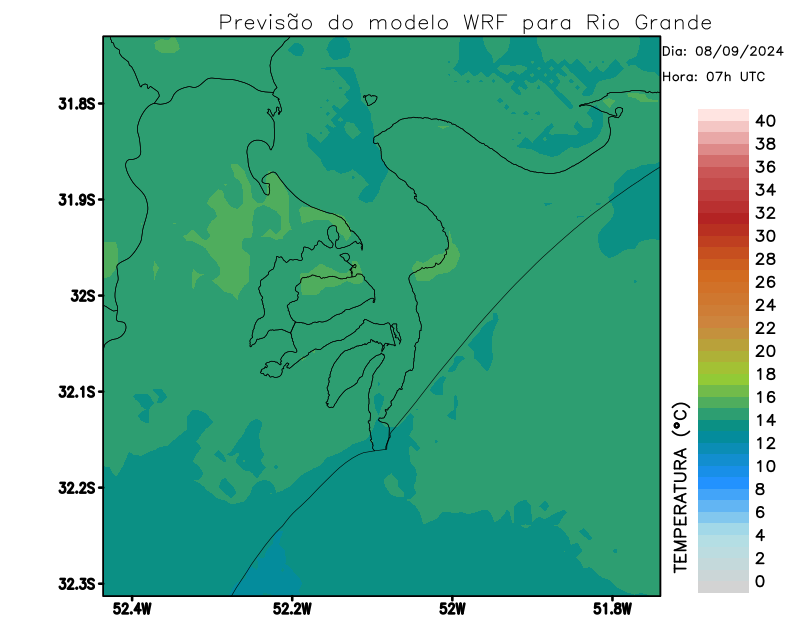 Previsão do modelo WRF para Rio Grande
Dia: 08/09/2024
Hora: 07h UTC
31.8S
31.9S
32S
32.1S
32.2S
32.3S
52.4W
52.2W
52W
51.8W
TEMPERATURA (°C)
40
38
36
34
32
30
28
26
24
22
20
18
16
14
12
10
8
6
4
2
0